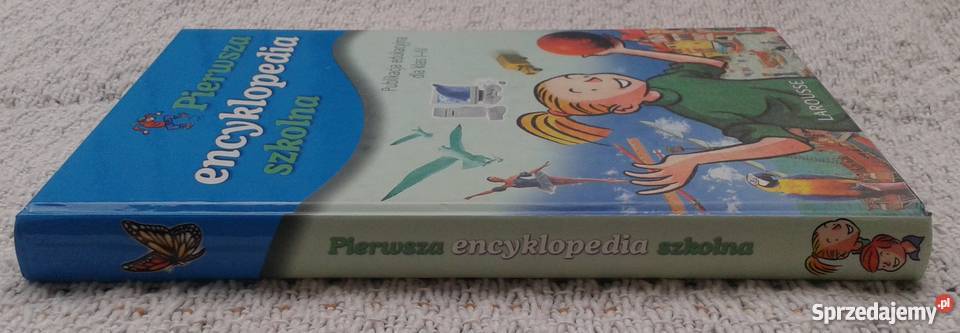 Pierwsza
encyklopedia
szkolna
Publikacja edukacyjna
dla klas I-III
LAROUSSE
Pierwsza encyklopedia szkolna
Sprzedajemy.pl